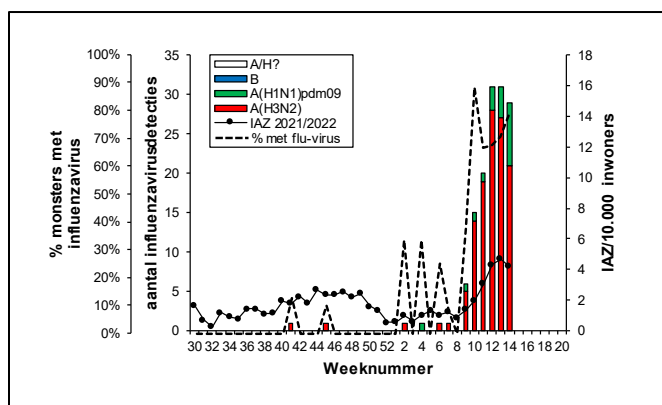 100%
90%
80%
70%
60%
50%
40%
30%
20%
10%
0%
% monsters met
influenzavirus
35
30
25
20
15
10
5
0
aantal influenzavirusdetecties
A/H?
B
A(H1N1)pdm09
A(H3N2)
IAZ 2021/2022
% met flu-virus
18
16
14
12
10
8
6
4
2
0
IAZ/10.000 inwoners
30 32 34 36 38 40 42 44 46 48 50 52 2 4 6 8 10 12 14 16 18 20
Weeknummer